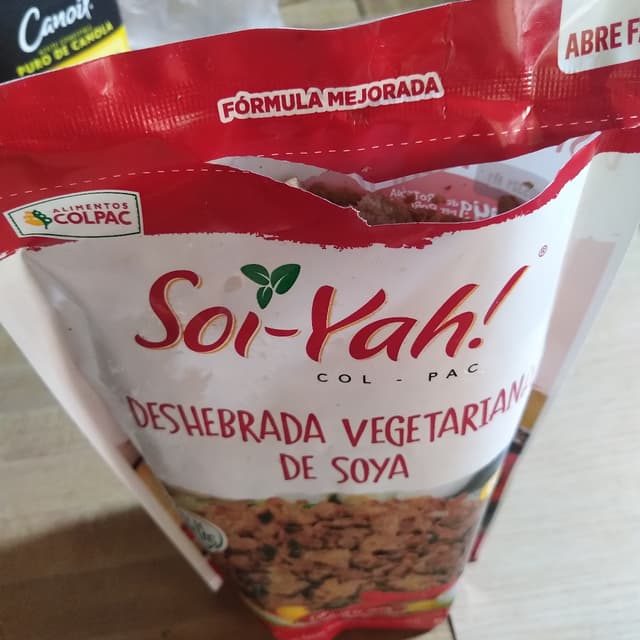 Canoil
PURO DE CANOLA
ABRE F
FÓRMULA MEJORADA
ALIMENTOS
COLPAC
Soi-Yah!
®
COL - PAC
DESHEBRADA VEGETARIANA
DE SOYA